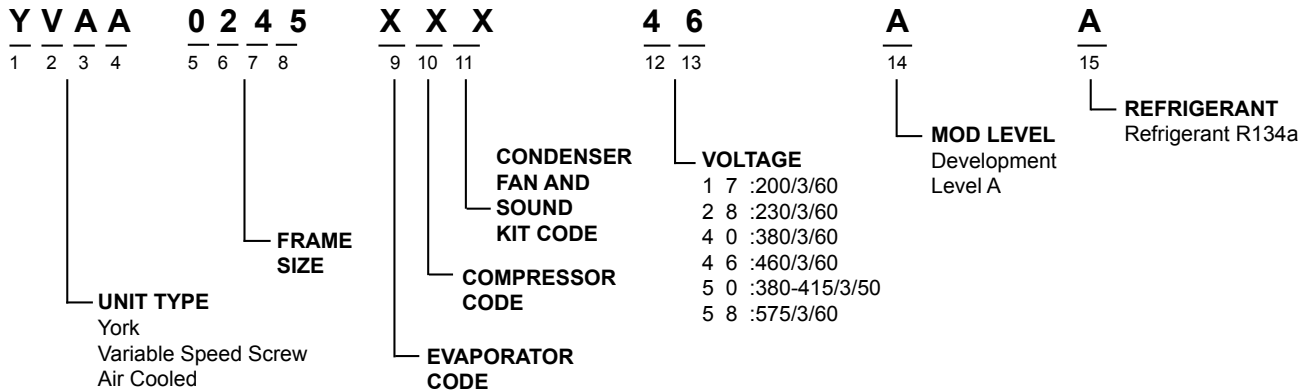 Y V A A 0 2 4 5 X X X 4 6 A A
1 2 3 4 5 6 7 8 9 10 11 12 13 14 15
UNIT TYPE
York
Variable Speed Screw
Air Cooled
FRAME
SIZE
EVAPORATOR
CODE
COMPRESSOR
CODE
CONDENSER
FAN AND
SOUND
KIT CODE
VOLTAGE
1 7 :200/3/60
2 8 :230/3/60
4 0 :380/3/60
4 6 :460/3/60
5 0 :380-415/3/50
5 8 :575/3/60
MOD LEVEL
Development
Level A
REFRIGERANT
Refrigerant R134a